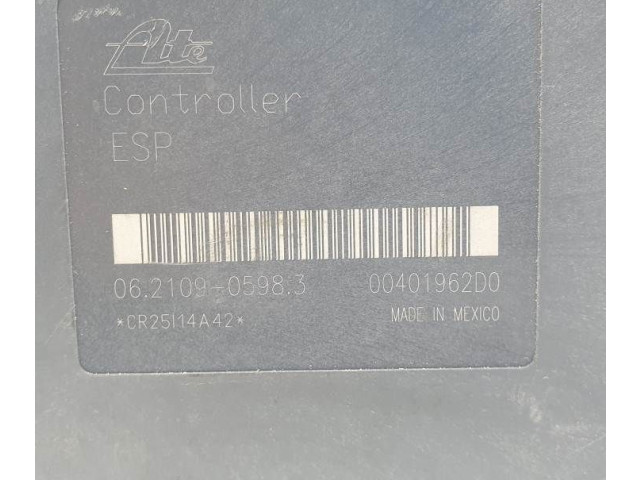 Ate
Controller
ESP
06.2109-0598.3 00401962D0
*CR25I14A42* MADE IN MEXICO